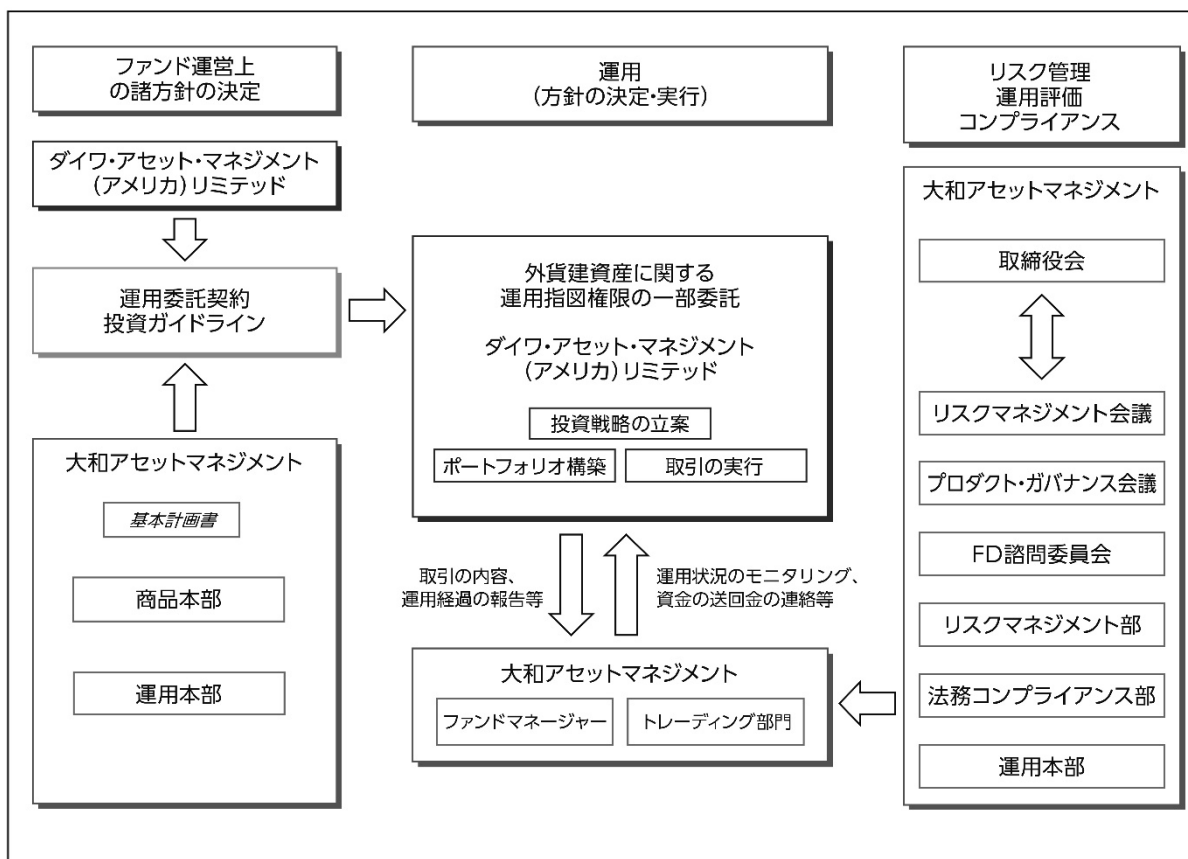 ファンド運営上
の諸方針の決定
ダイワ・アセット・マネジメント
（アメリカ）リミテッド
運用委託契約
投資ガイドライン
大和アセットマネジメント
基本計画書
商品本部
運用本部
運用
（方針の決定・実行）
外貨建資産に関する
運用指図権限の一部委託
ダイワ・アセット・マネジメント
（アメリカ）リミテッド
投資戦略の立案
ポートフォリオ構築
取引の実行
取引の内容、
運用経過の報告等
運用状況のモニタリング、
資金の送回金の連絡等
大和アセットマネジメント
ファンドマネージャー
トレーディング部門
リスク管理
運用評価
コンプライアンス
大和アセットマネジメント
取締役会
リスクマネジメント会議
プロダクト・ガバナンス会議
FD諮問委員会
リスクマネジメント部
法務コンプライアンス部
運用本部